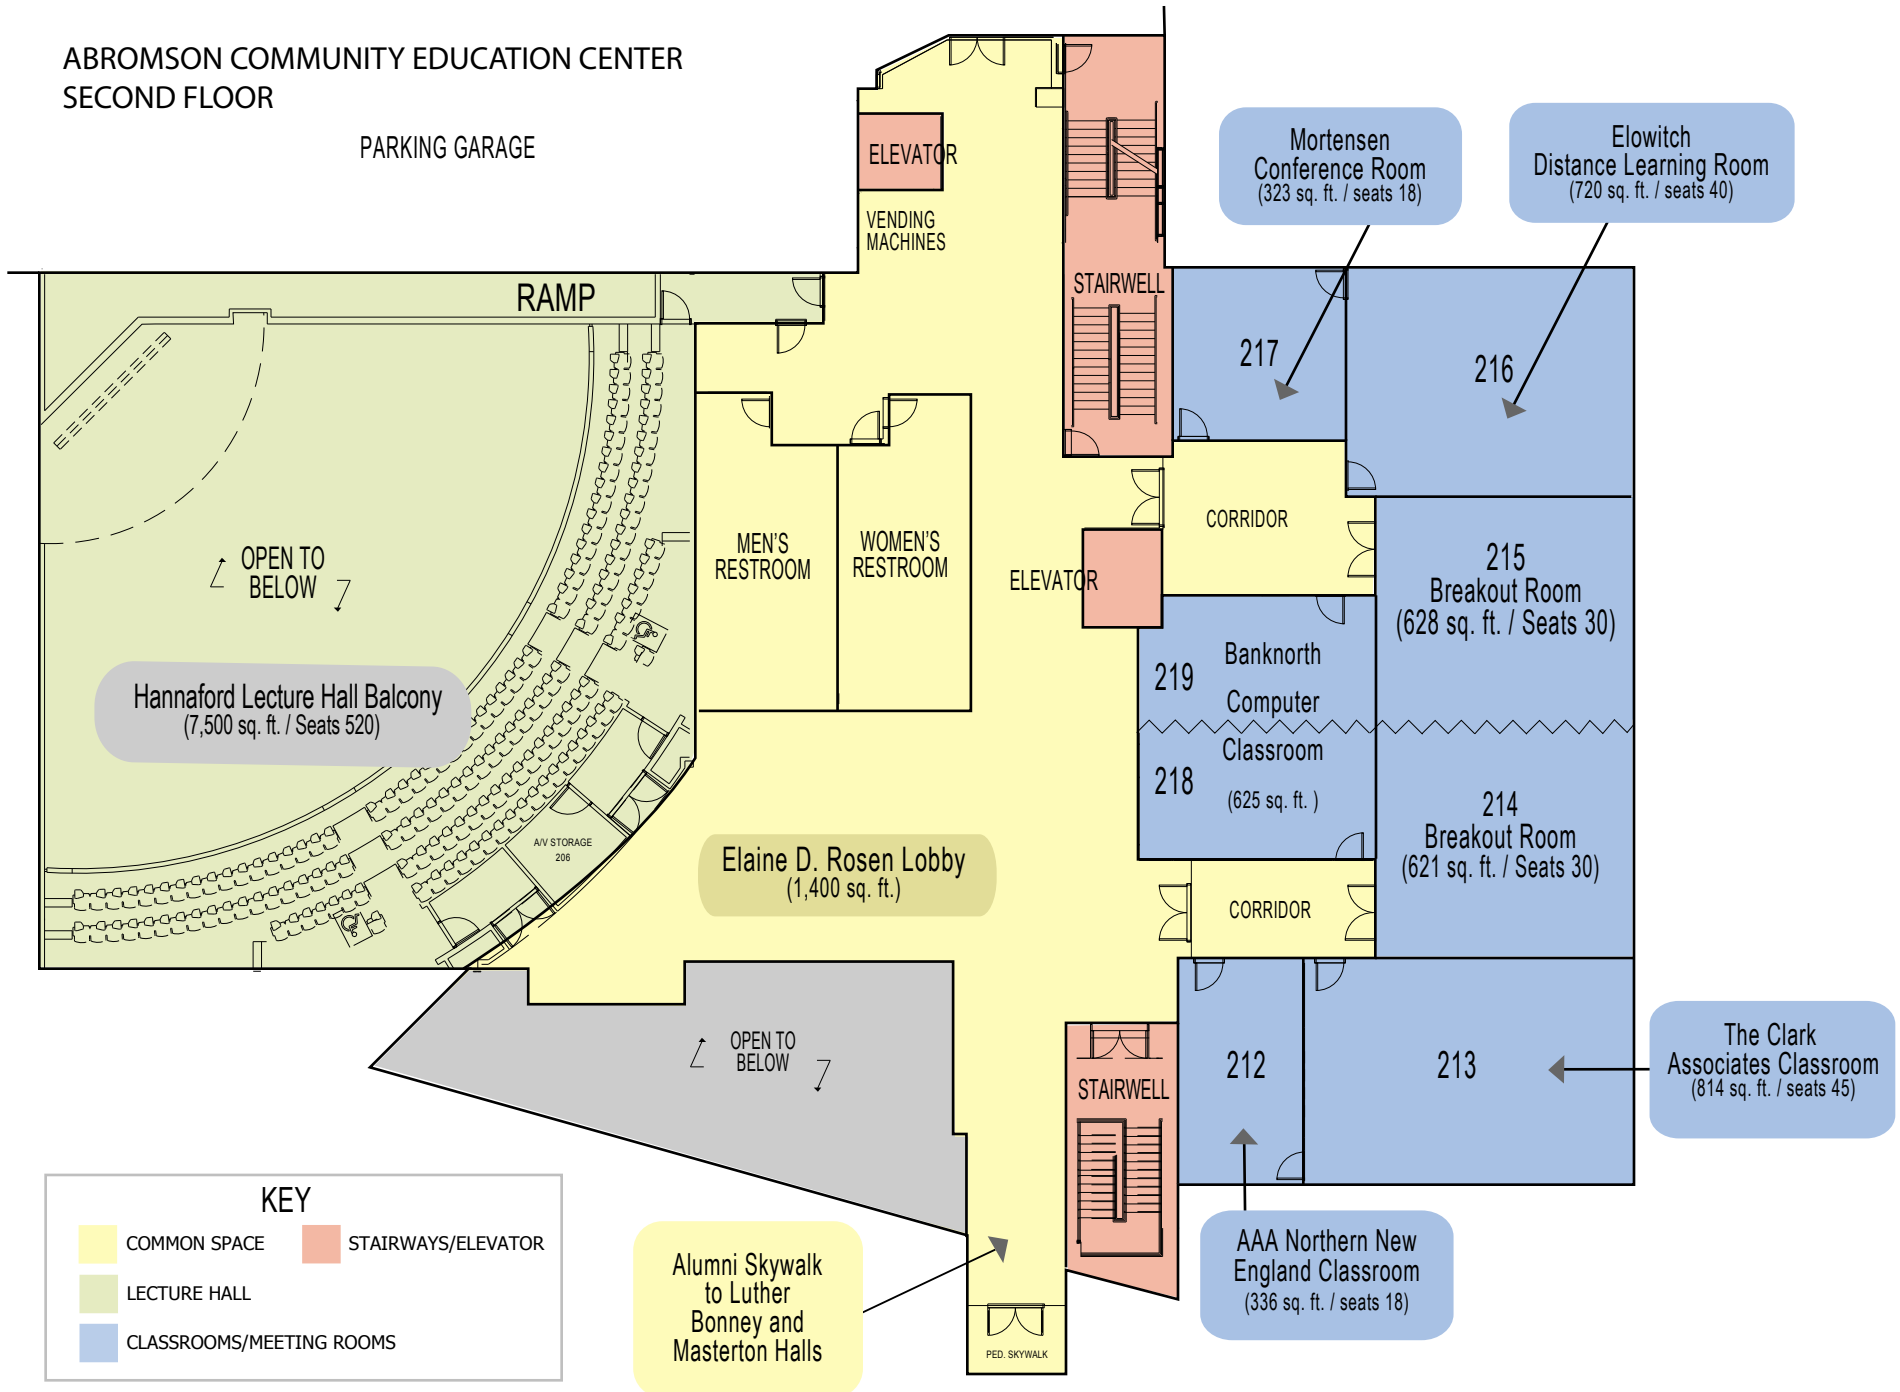 ABROMSON COMMUNITY EDUCATION CENTER
SECOND FLOOR
PARKING GARAGE
ELEVATOR
VENDING
MACHINES
Mortensen
Conference Room
(323 sq. ft. / seats 18)
Elowitch
Distance Learning Room
(720 sq. ft. / seats 40)
RAMP
STAIRWELL
217
216
MEN'S
RESTROOM
WOMEN'S
RESTROOM
CORRIDOR
OPEN TO
BELOW
ELEVATOR
215
Breakout Room
(628 sq. ft. / Seats 30)
219
Banknorth
Computer
Classroom
218
(625 sq. ft. )
Hannaford Lecture Hall Balcony
(7,500 sq. ft. / Seats 520)
214
Breakout Room
(621 sq. ft. / Seats 30)
A/V STORAGE
206
Elaine D. Rosen Lobby
(1,400 sq. ft.)
CORRIDOR
OPEN TO
BELOW
STAIRWELL
212
213
The Clark
Associates Classroom
(814 sq. ft. / seats 45)
KEY
COMMON SPACE
STAIRWAYS/ELEVATOR
LECTURE HALL
CLASSROOMS/MEETING ROOMS
Alumni Skywalk
to Luther
Bonney and
Masterton Halls
PED. SKYWALK
AAA Northern New
England Classroom
(336 sq. ft. / seats 18)